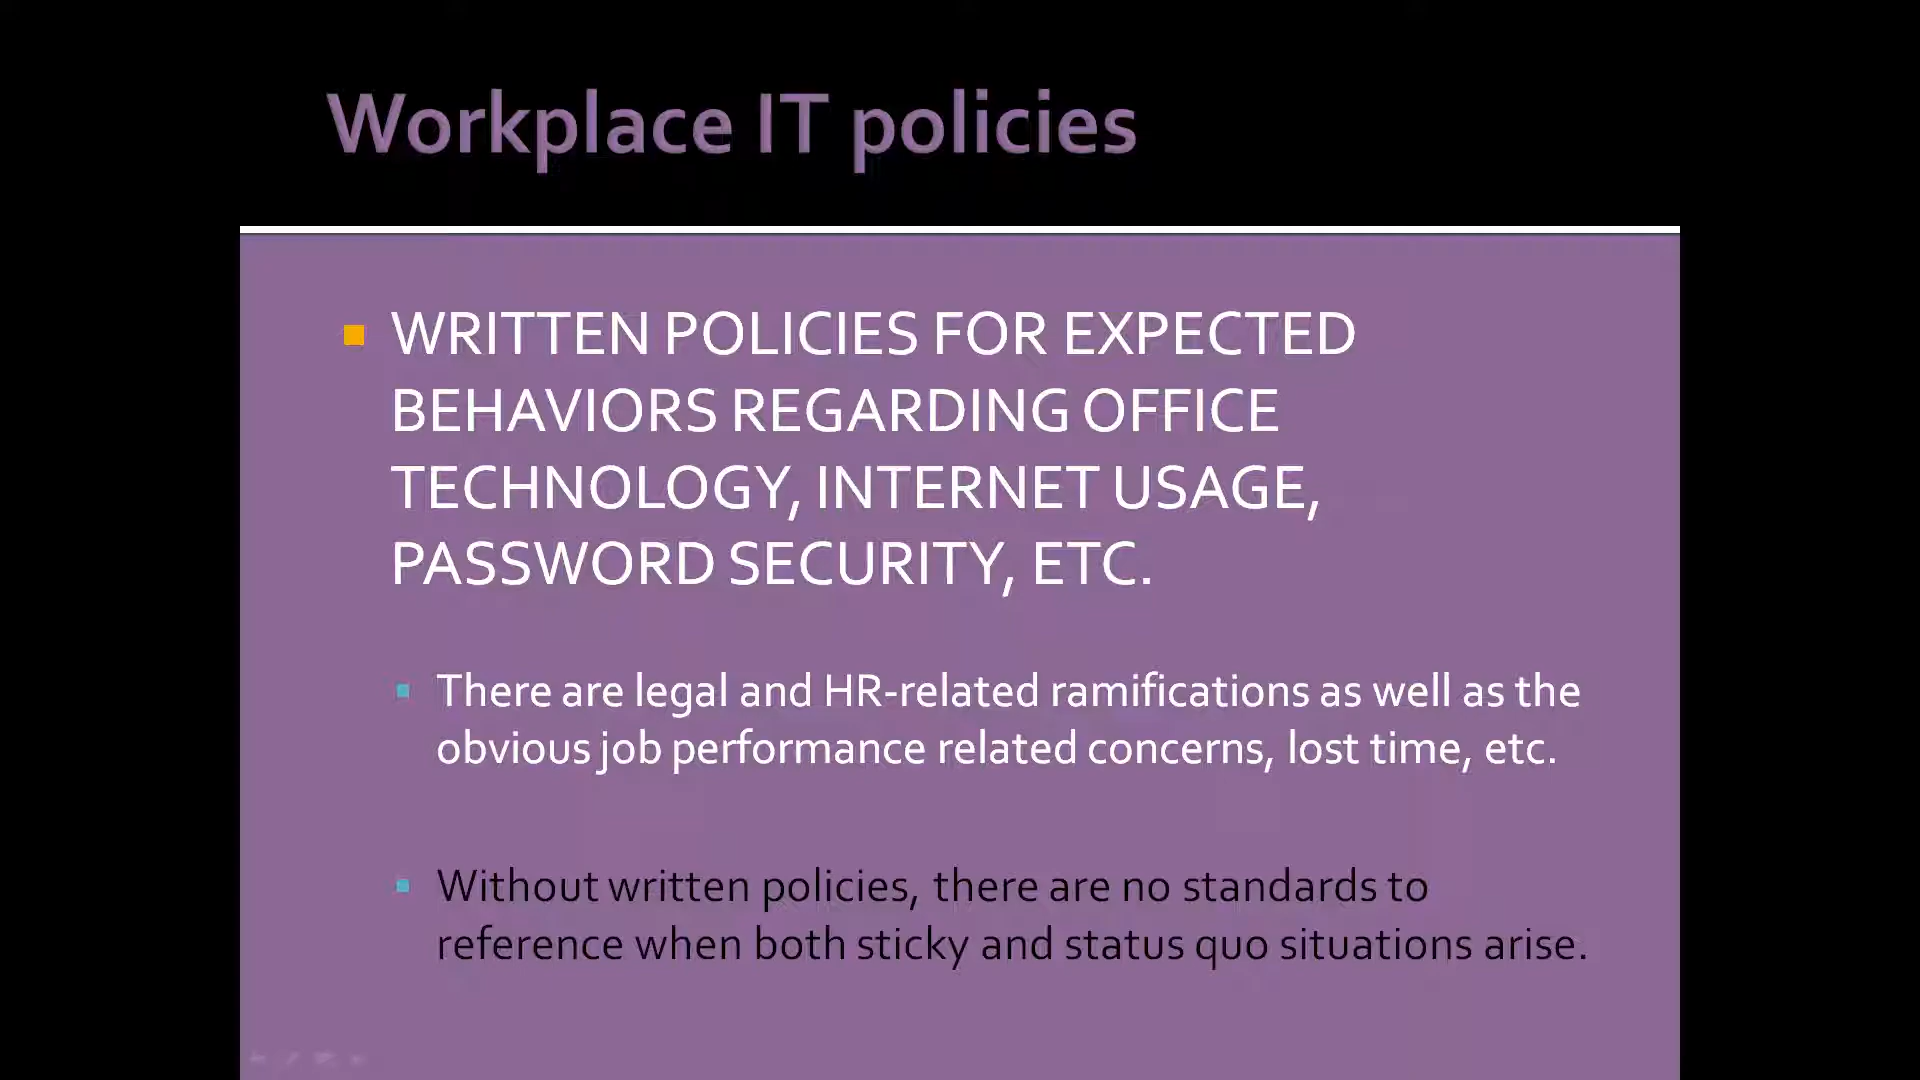 Workplace IT policies
WRITTEN POLICIES FOR EXPECTED
BEHAVIORS REGARDING OFFICE
TECHNOLOGY, INTERNET USAGE,
PASSWORD SECURITY, ETC.
There are legal and HR-related ramifications as well as the
obvious job performance related concerns, lost time, etc.
Without written policies, there are no standards to
reference when both sticky and status quo situations arise.